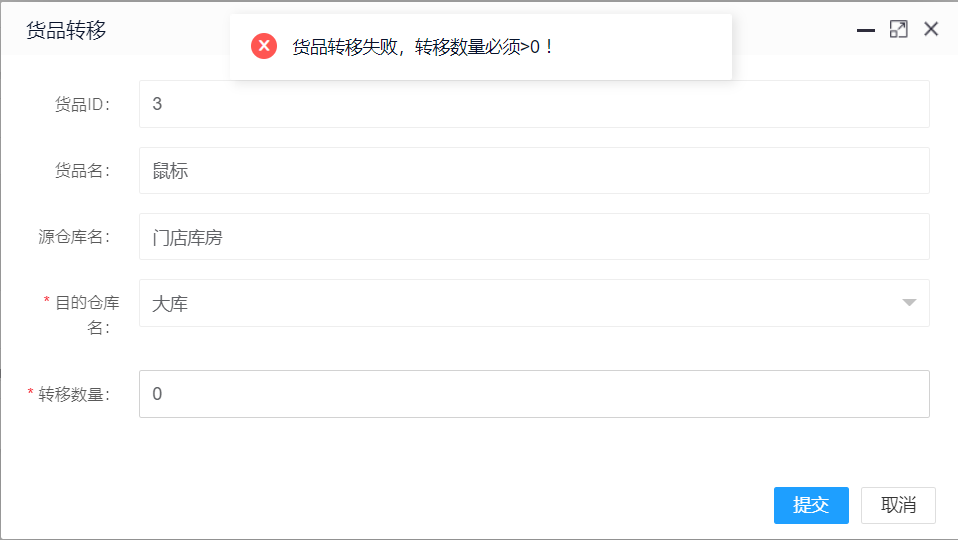 货品转移
货品转移失败，转移数量必须>0！
货品ID：
3
货品名：
鼠标
源仓库名：
门店库房
* 目的仓库
名：
大库
* 转移数量：
0
提交
取消